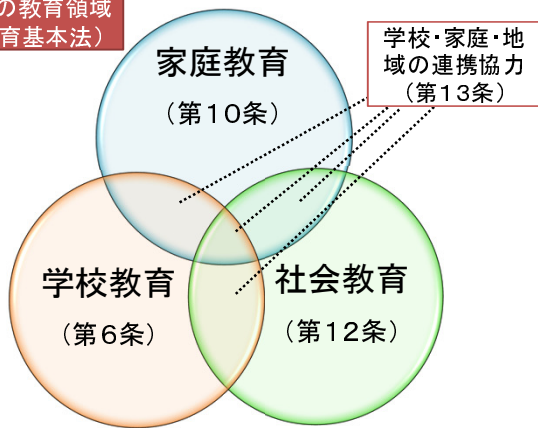 の教育領域
育基本法）
学校・家庭・地
域の連携協力
（第１３条）
家庭教育
（第１０条）
学校教育
（第６条）
社会教育
（第１２条）